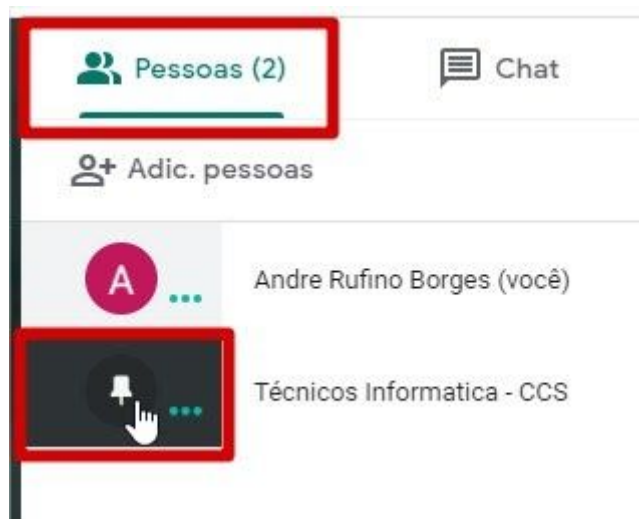 Pessoas (2)
Chat
Adic. pessoas
A
Andre Rufino Borges (você)
Técnicos Informatica - CCS